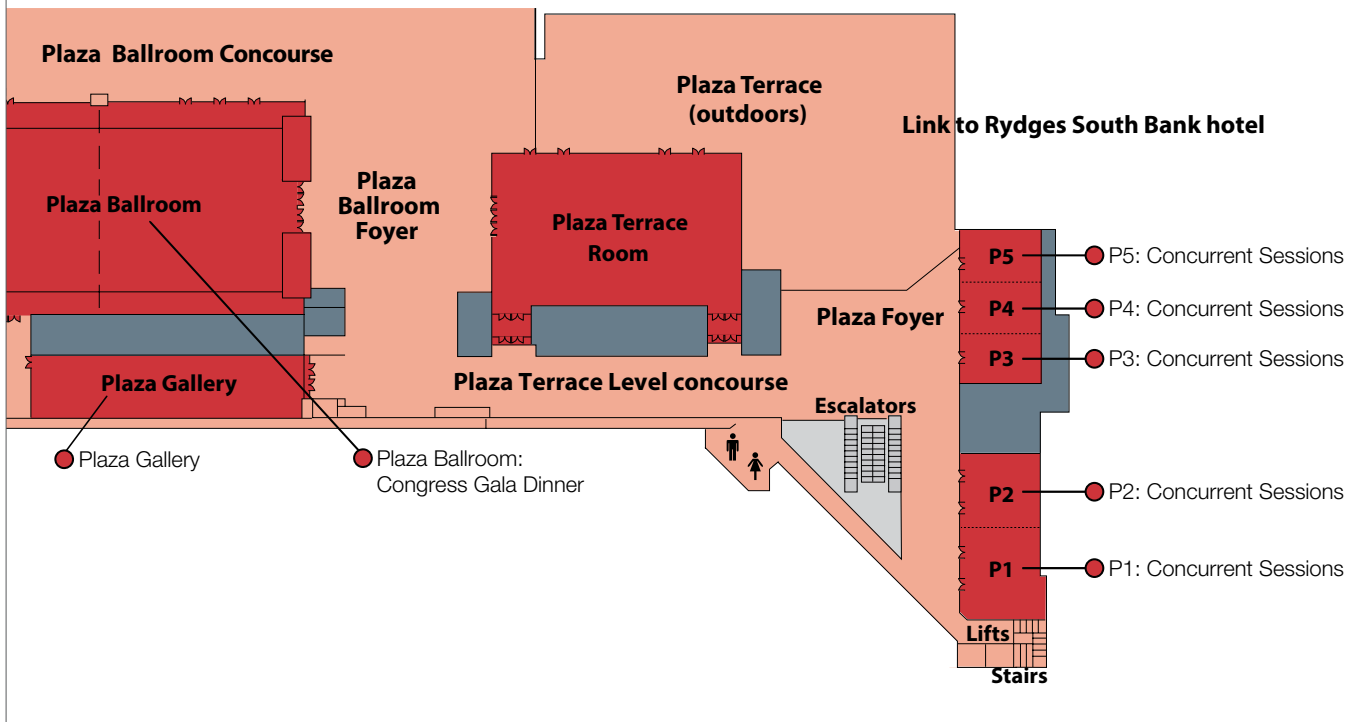 Plaza Ballroom Concourse
Plaza Terrace
(outdoors)
Link to Rydges South Bank hotel
Plaza Ballroom
Plaza
Ballroom
Foyer
Plaza Terrace
Room
P5
P5: Concurrent Sessions
P4
P4: Concurrent Sessions
Plaza Foyer
P3
P3: Concurrent Sessions
Plaza Gallery
Plaza Terrace Level concourse
Escalators
Plaza Gallery
Plaza Ballroom:
Congress Gala Dinner
P2
P2: Concurrent Sessions
P1
P1: Concurrent Sessions
Lifts
Stairs